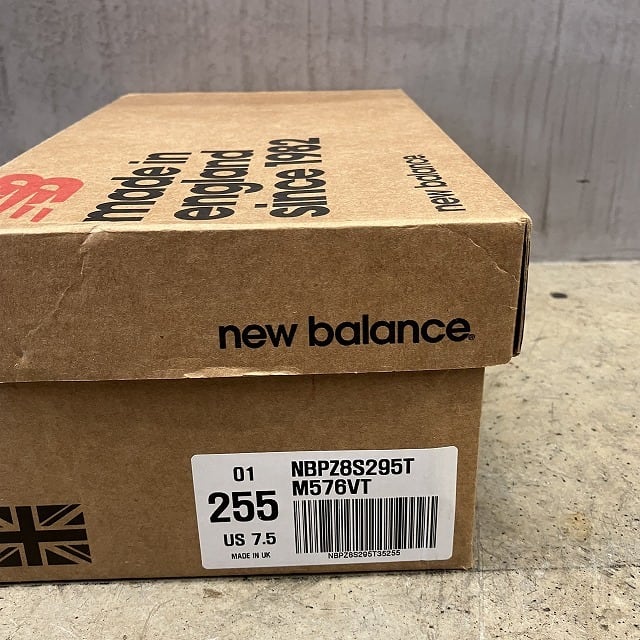 made in
england
since 1982
new balance
new balance
01
255
US 7.5
MADE IN UK
NBPZ8S295T
M576VT
NBPZ8S295T35255